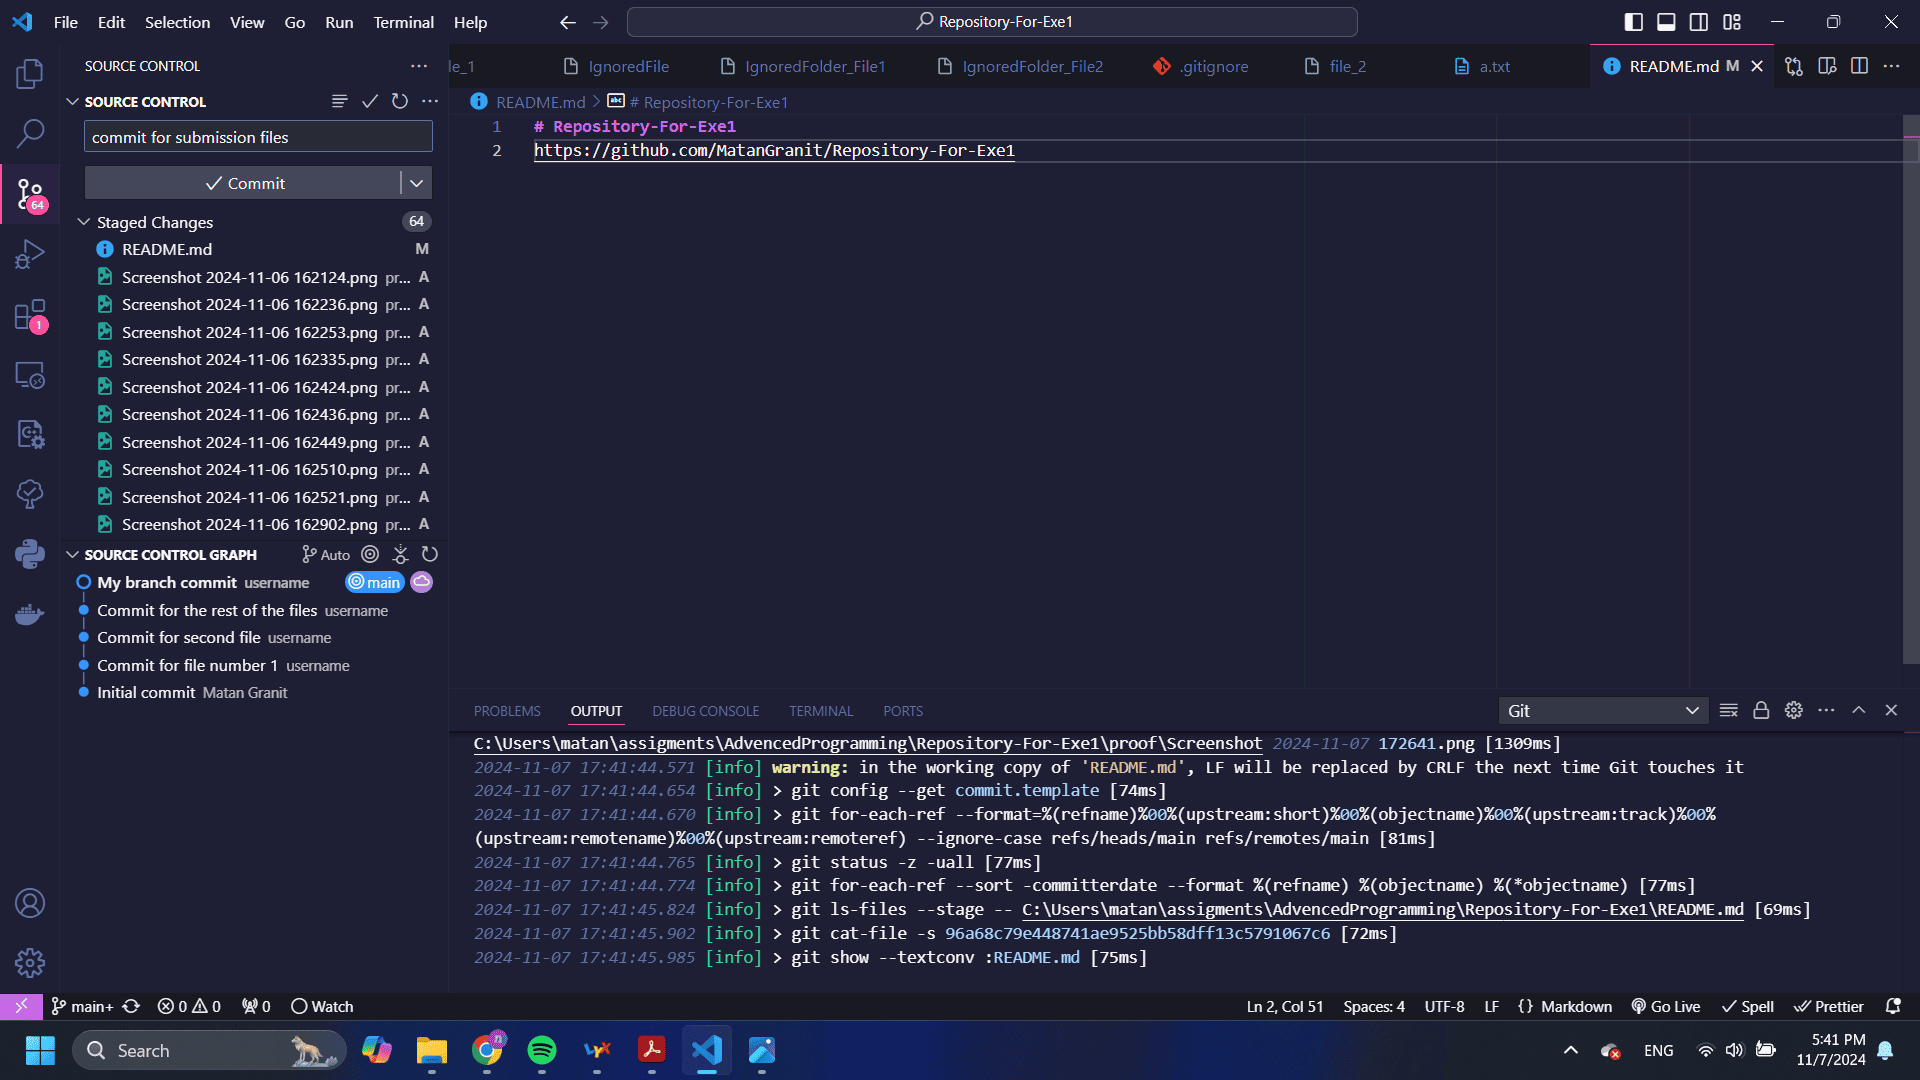 File Edit Selection View Go Run Terminal Help
Repository-For-Exe1
SOURCE CONTROL
SOURCE CONTROL
commit for submission files
Commit
Staged Changes 64
README.md M
Screenshot 2024-11-06 162124.png pr... A
Screenshot 2024-11-06 162236.png pr... A
Screenshot 2024-11-06 162253.png pr... A
Screenshot 2024-11-06 162335.png pr... A
Screenshot 2024-11-06 162424.png pr... A
Screenshot 2024-11-06 162436.png pr... A
Screenshot 2024-11-06 162449.png pr... A
Screenshot 2024-11-06 162510.png pr... A
Screenshot 2024-11-06 162521.png pr... A
Screenshot 2024-11-06 162902.png pr... A
SOURCE CONTROL GRAPH Auto
My branch commit username main
Commit for the rest of the files username
Commit for second file username
Commit for file number 1 username
Initial commit Matan Granit
64
1
le_1 IgnoredFile IgnoredFolder_File1 IgnoredFolder_File2 .gitignore file_2 a.txt README.md M
README.md > # Repository-For-Exe1
1 # Repository-For-Exe1
2 https://github.com/MatanGranit/Repository-For-Exe1
PROBLEMS OUTPUT DEBUG CONSOLE TERMINAL PORTS Git
C:\Users\matan\assigments\AdvencedProgramming\Repository-For-Exe1\proof\Screenshot 2024-11-07 172641.png [1309ms]
2024-11-07 17:41:44.571 [info] warning: in the working copy of 'README.md', LF will be replaced by CRLF the next time Git touches it
2024-11-07 17:41:44.654 [info] > git config --get commit.template [74ms]
2024-11-07 17:41:44.670 [info] > git for-each-ref --format=%(refname)%00%(upstream:short)%00%(objectname)%00%(upstream:track)%00%
(upstream:remotename)%00%(upstream:remoteref) --ignore-case refs/heads/main refs/remotes/main [81ms]
2024-11-07 17:41:44.765 [info] > git status -z -uall [77ms]
2024-11-07 17:41:44.774 [info] > git for-each-ref --sort -committerdate --format %(refname) %(objectname) %(*objectname) [77ms]
2024-11-07 17:41:45.824 [info] > git ls-files --stage -- C:\Users\matan\assigments\AdvencedProgramming\Repository-For-Exe1\README.md [69ms]
2024-11-07 17:41:45.902 [info] > git cat-file -s 96a68c79e448741ae9525bb58dff13c5791067c6 [72ms]
2024-11-07 17:41:45.985 [info] > git show --textconv :README.md [75ms]
main+ 0 0 0 Watch Ln 2, Col 51 Spaces: 4 UTF-8 LF {} Markdown Go Live Spell Prettier
Search ENG 5:41 PM
11/7/2024